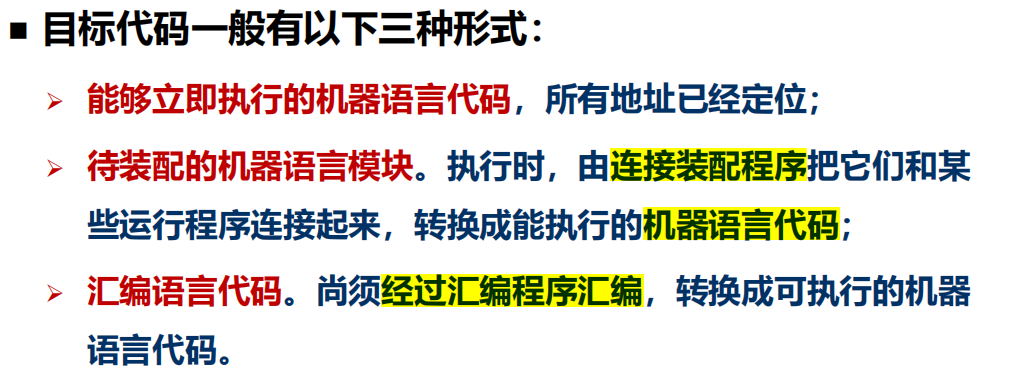 ■ 目标代码一般有以下三种形式：
➢ 能够立即执行的机器语言代码，所有地址已经定位；
➢ 待装配的机器语言模块。执行时，由连接装配程序把它们和某
些运行程序连接起来，转换成能执行的机器语言代码；
➢ 汇编语言代码。尚须经过汇编程序汇编，转换成可执行的机器
语言代码。